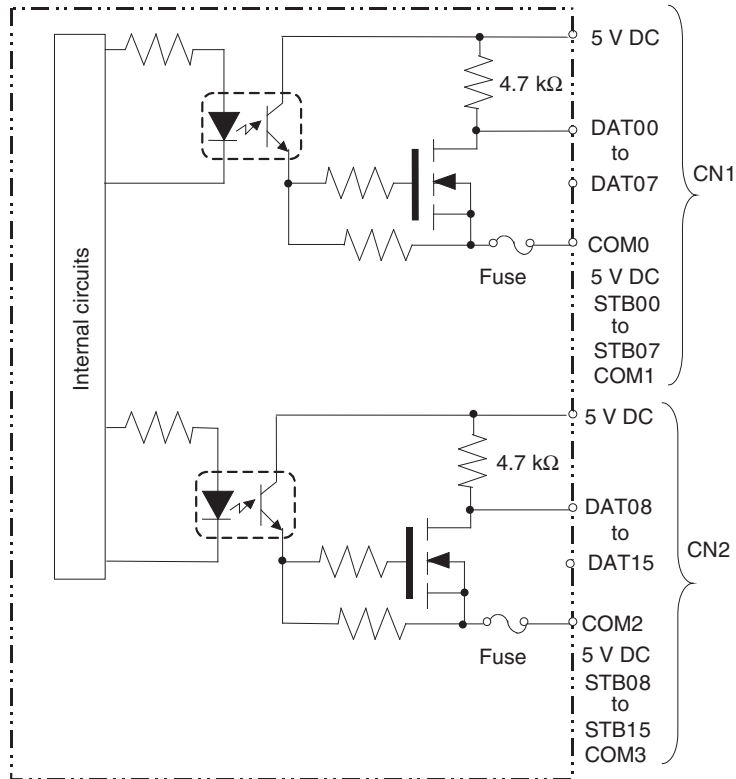 5 V DC
4.7 kΩ
DAT00
to
DAT07
CN1
COM0
Fuse
5 V DC
STB00
to
STB07
COM1
Internal circuits
5 V DC
4.7 kΩ
DAT08
to
DAT15
CN2
COM2
Fuse
5 V DC
STB08
to
STB15
COM3